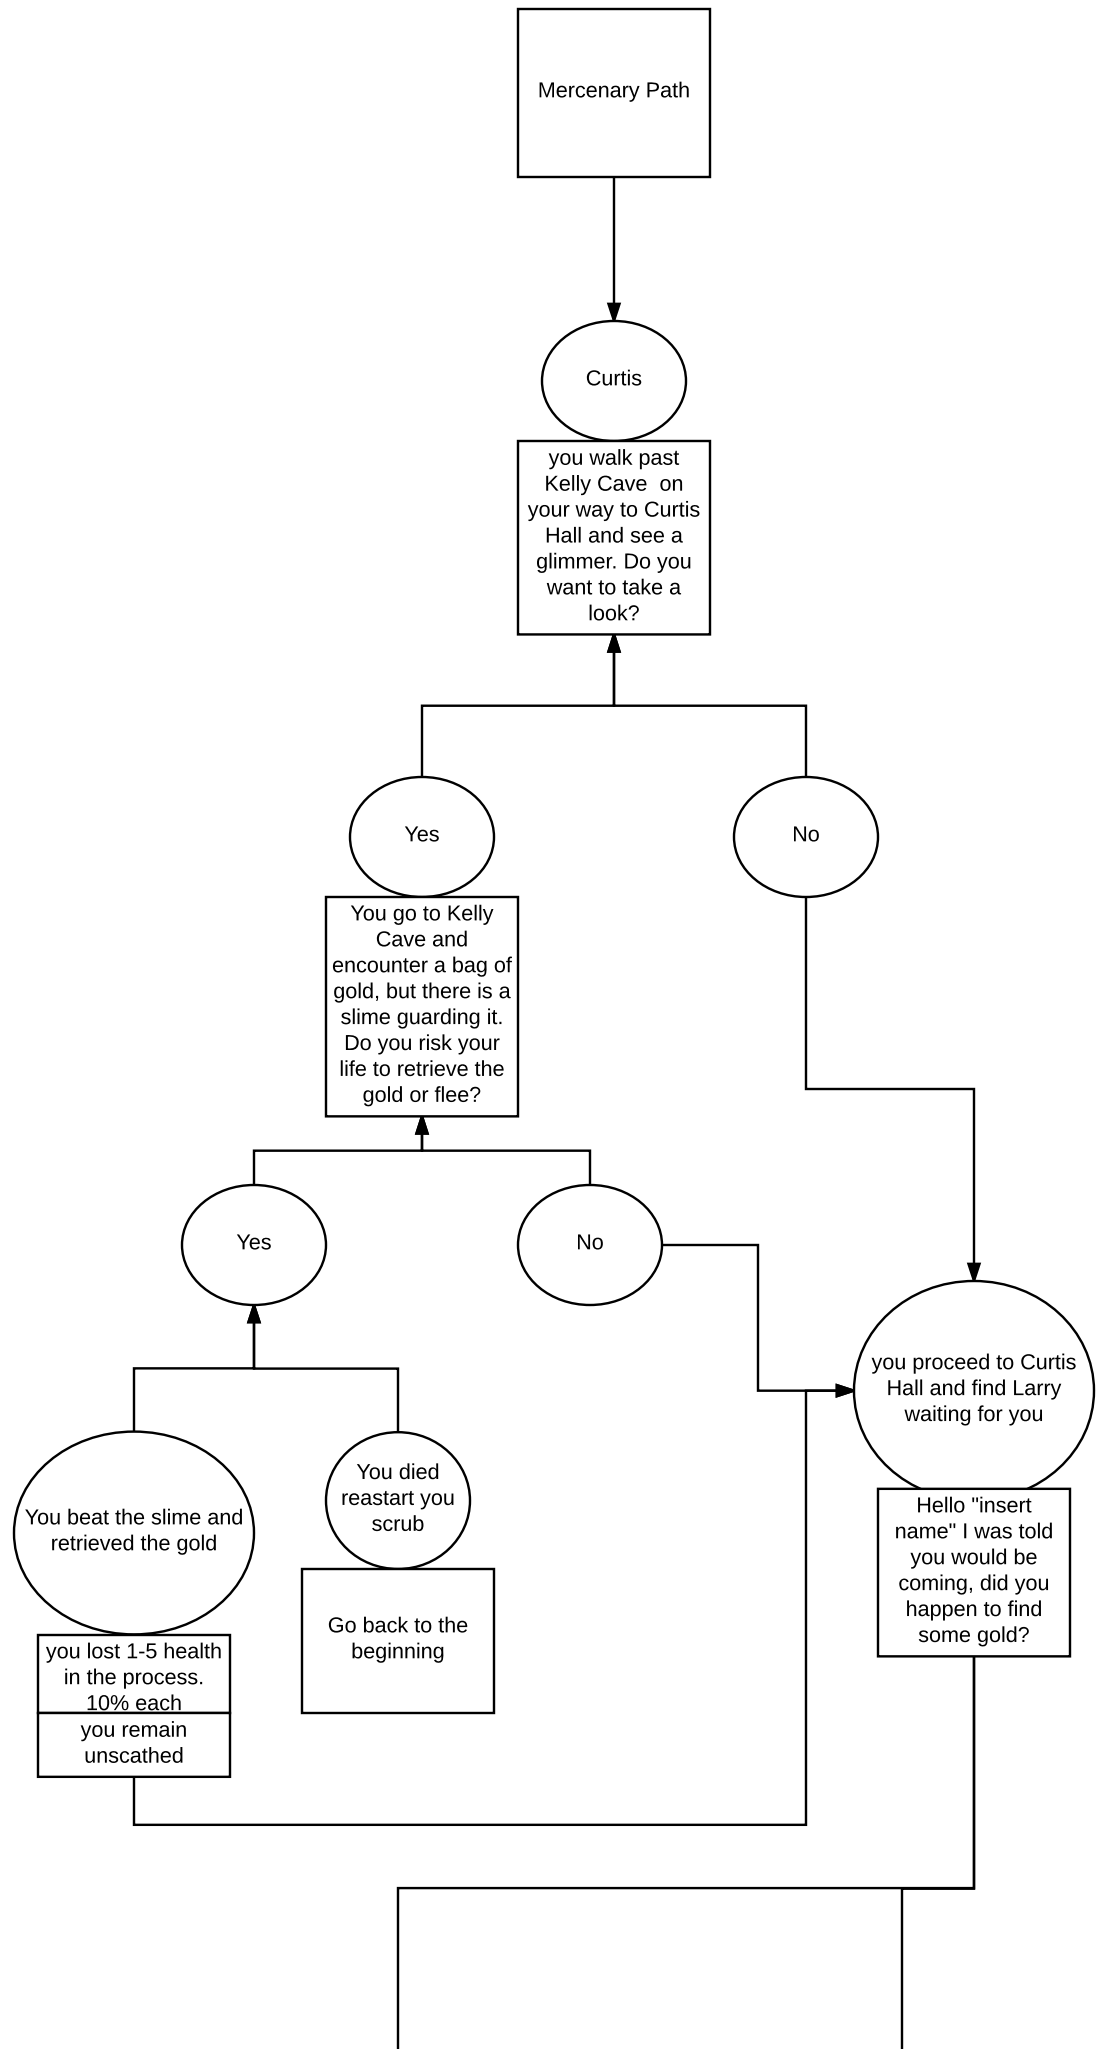 Mercenary Path
Curtis
you walk past
Kelly Cave  on
your way to Curtis
Hall and see a
glimmer. Do you
want to take a
look?
Yes
No
You go to Kelly
Cave and
encounter a bag of
gold, but there is a
slime guarding it.
Do you risk your
life to retrieve the
gold or flee?
Yes
No
you proceed to Curtis
Hall and find Larry
waiting for you
You beat the slime and
retrieved the gold
You died
reastart you
scrub
Hello "insert
name" I was told
you would be
coming, did you
happen to find
some gold?
Go back to the
beginning
you lost 1-5 health
in the process.
10% each
you remain
unscathed